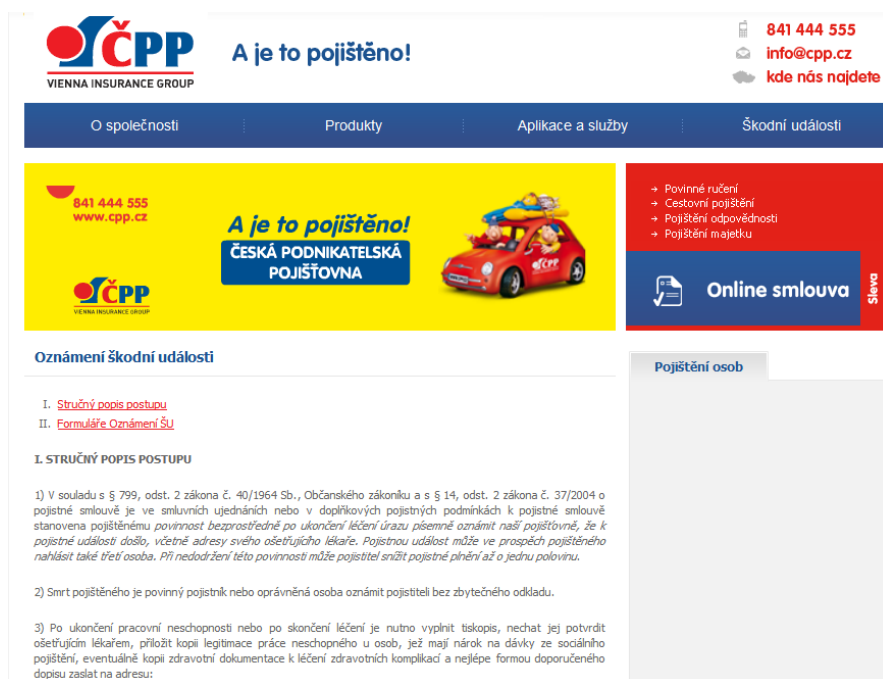 ČPP
VIENNA INSURANCE GROUP
A je to pojištěno!
841 444 555
info@cpp.cz
kde nás najdete
O společnosti
Produkty
Aplikace a služby
Škodní události
841 444 555
www.cpp.cz
A je to pojištěno!
ČESKÁ PODNIKATELSKÁ
POJIŠŤOVNA
ČPP
VIENNA INSURANCE GROUP
ČPP
Povinné ručení
Cestovní pojištění
Pojištění odpovědnosti
Pojištění majetku
Online smlouva
Sleva
Oznámení škodní události
Pojištění osob
I. Stručný popis postupu
II. Formuláře Oznámení ŠU
I. STRUČNÝ POPIS POSTUPU
1) V souladu s § 799, odst. 2 zákona č. 40/1964 Sb., Občanského zákoníku a s § 14, odst. 2 zákona č. 37/2004 o
pojistné smlouvě je ve smluvních ujednáních nebo v doplňkových pojistných podmínkách k pojistné smlouvě
stanovena pojištěnému povinnost bezprostředně po ukončení léčení úrazu písemně oznámit naší pojišťovně, že k
pojistné události došlo, včetně adresy svého ošetřujícího lékaře. Pojistnou událost může ve prospěch pojištěného
nahlásit také třetí osoba. Při nedodržení této povinnosti může pojistitel snížit pojistné plnění až o jednu polovinu.
2) Smrt pojištěného je povinný pojistník nebo oprávněná osoba oznámit pojistiteli bez zbytečného odkladu.
3) Po ukončení pracovní neschopnosti nebo po skončení léčení je nutno vyplnit tiskopis, nechat jej potvrdit
ošetřujícím lékařem, přiložit kopii legitimace práce neschopného u osob, jež mají nárok na dávky ze sociálního
pojištění, eventuálně kopii zdravotní dokumentace k léčení zdravotních komplikací a nejlépe formou doporučeného
dopisu zaslat na adresu: